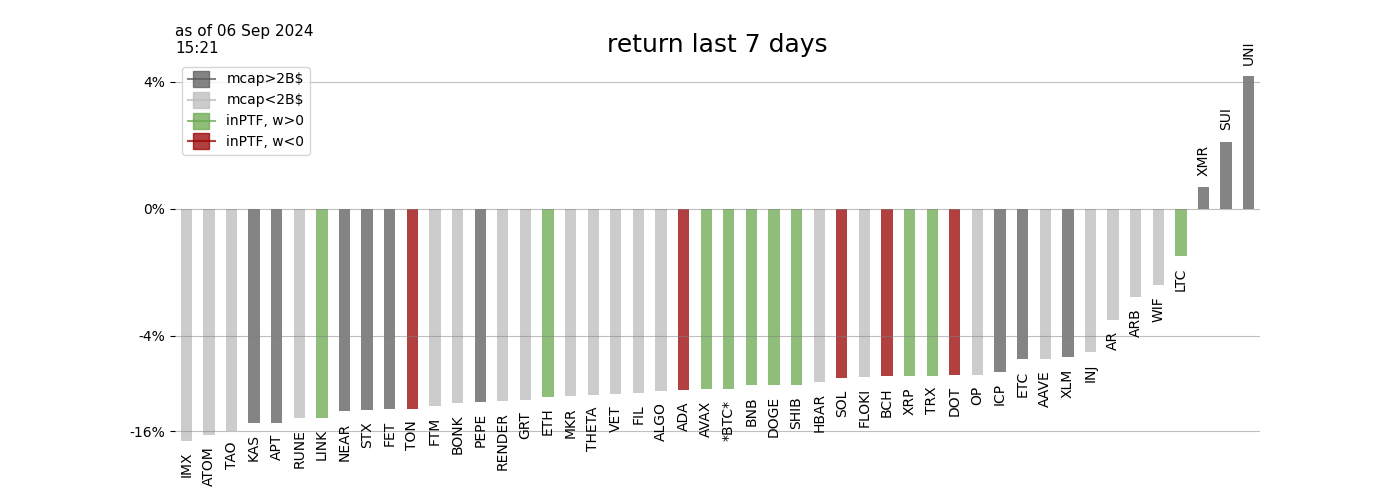 as of 06 Sep 2024
15:21
return last 7 days
mcap>2B$
mcap<2B$
inPTF, w>0
inPTF, w<0
4%
0%
-4%
-16%
IMX
ATOM
TAO
KAS
APT
RUNE
LINK
NEAR
STX
FET
TON
FTM
BONK
PEPE
RENDER
GRT
ETH
MKR
THETA
VET
FIL
ALGO
ADA
AVAX
*BTC*
BNB
DOGE
SHIB
HBAR
SOL
FLOKI
BCH
XRP
TRX
DOT
OP
ICP
ETC
AAVE
XLM
INJ
AR
ARB
WIF
LTC
XMR
SUI
UNI